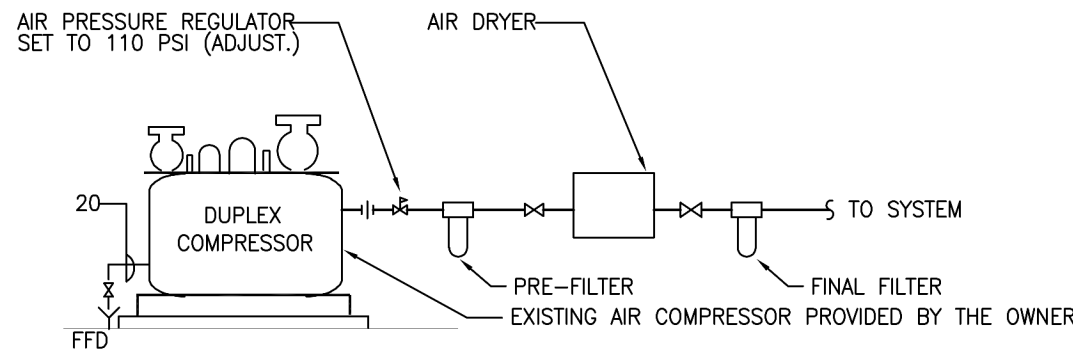 AIR PRESSURE REGULATOR
SET TO 110 PSI (ADJUST.)
AIR DRYER
20
DUPLEX
COMPRESSOR
TO SYSTEM
PRE-FILTER
FINAL FILTER
EXISTING AIR COMPRESSOR PROVIDED BY THE OWNER
FFD